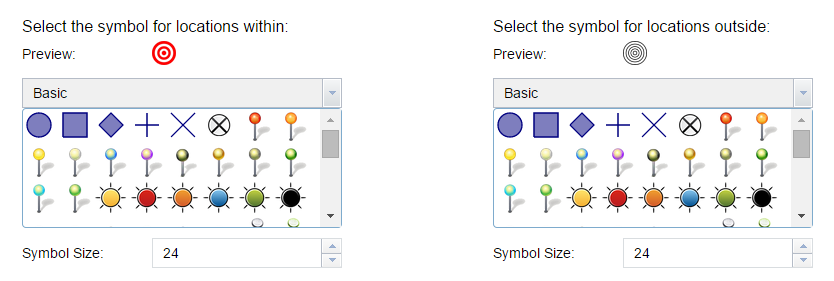 Select the symbol for locations within:
Preview:
Basic
Symbol Size:
24
Select the symbol for locations outside:
Preview:
Basic
Symbol Size:
24